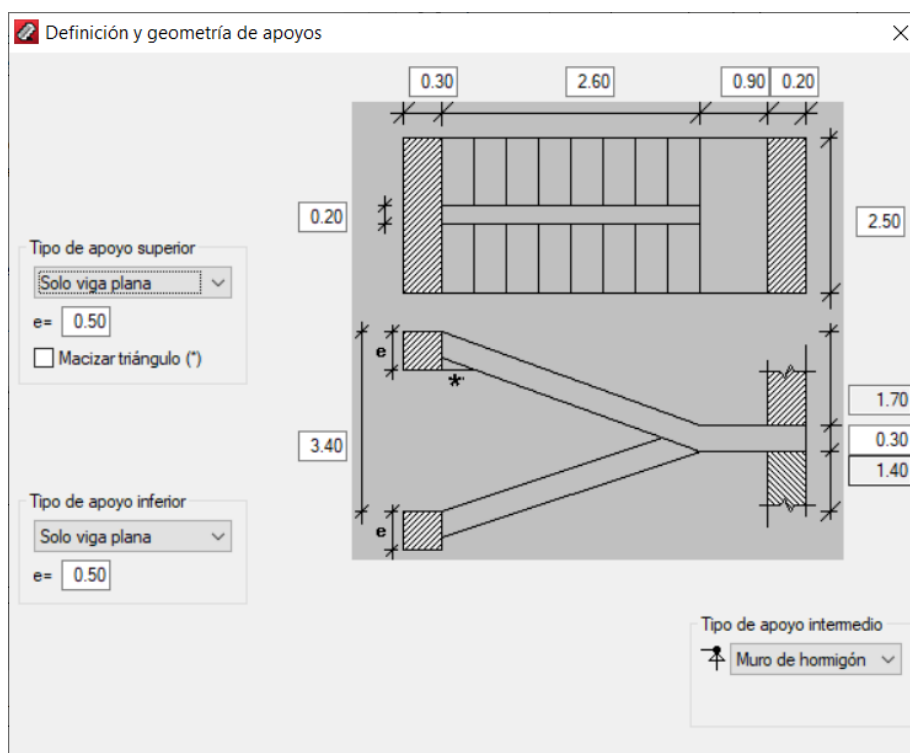 Definición y geometría de apoyos
0.30 2.60 0.90 0.20
0.20
2.50
Tipo de apoyo superior
Solo viga plana
e= 0.50
Macizar triángulo (*)
e
*
1.70
0.30
1.40
3.40
Tipo de apoyo inferior
Solo viga plana
e= 0.50
e
Tipo de apoyo intermedio
Muro de hormigón